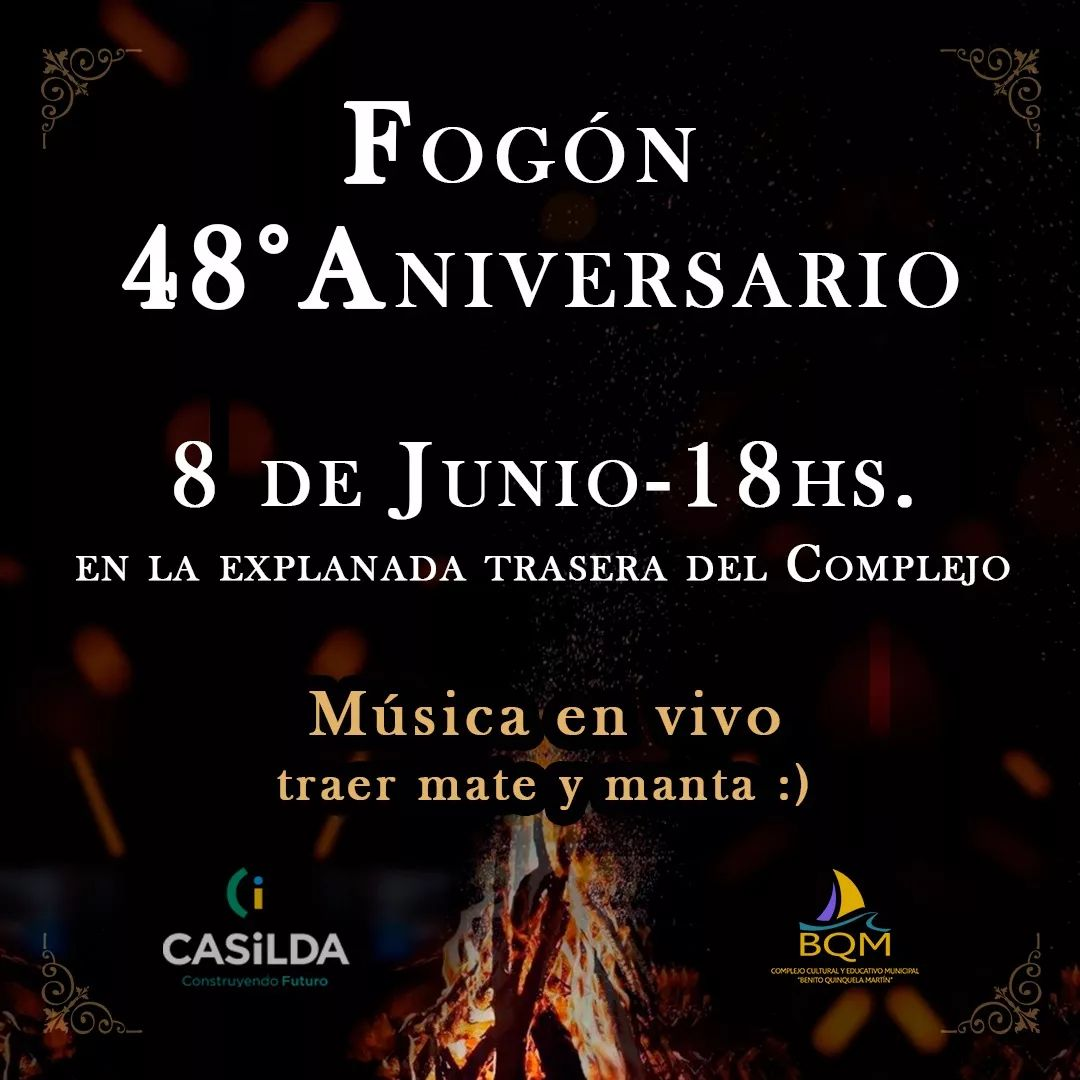 Fogón
48°Aniversario
8 de Junio-18hs.
en la explanada trasera del Complejo
Música en vivo
traer mate y manta :)
Ci
CASiLDA
Construyendo Futuro
BQM
COMPLEJO CULTURAL Y EDUCATIVO MUNICIPAL
"BENITO QUINQUELA MARTÍN"